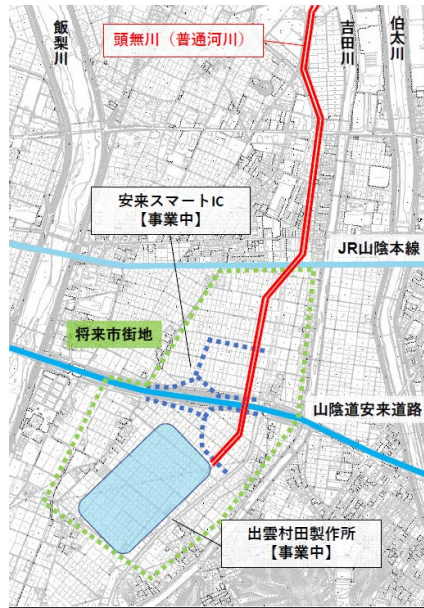 飯梨川
頭無川（普通河川）
吉田川
伯太川
安来スマートIC
【事業中】
JR山陰本線
将来市街地
山陰道安来道路
出雲村田製作所
【事業中】